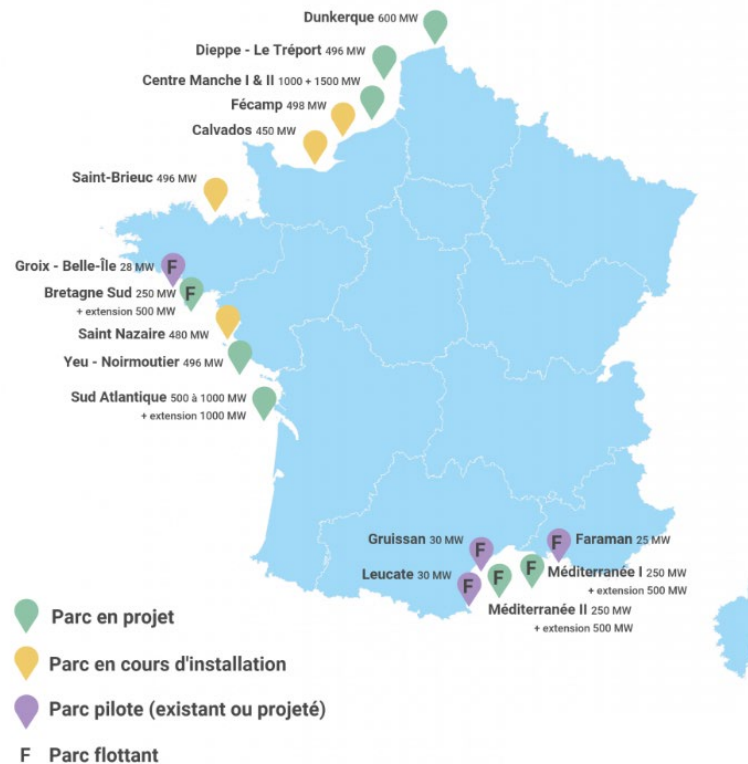 Dunkerque 600 MW
Dieppe - Le Tréport 496 MW
Centre Manche I & II 1000 + 1500 MW
Fécamp 498 MW
Calvados 450 MW
Saint-Brieuc 496 MW
Groix - Belle-Île 28 MW
F
Bretagne Sud 250 MW
+ extension 500 MW
F
Saint Nazaire 480 MW
Yeu - Noirmoutier 496 MW
Sud Atlantique 500 à 1000 MW
+ extension 1000 MW
Gruissan 30 MW
F
F
Faraman 25 MW
Leucate 30 MW
F
F
F
Méditerranée I 250 MW
+ extension 500 MW
Méditerranée II 250 MW
+ extension 500 MW
Parc en projet
Parc en cours d'installation
Parc pilote (existant ou projeté)
F Parc flottant